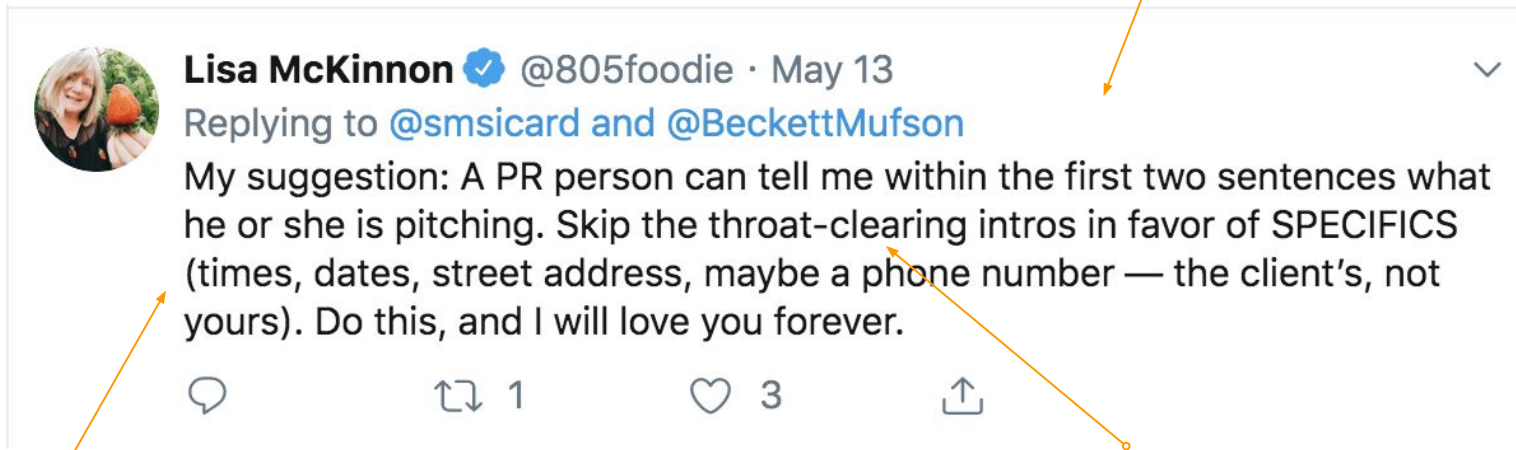 Lisa McKinnon @805foodie · May 13
Replying to @smsicard and @BeckettMufson
My suggestion: A PR person can tell me within the first two sentences what
he or she is pitching. Skip the throat-clearing intros in favor of SPECIFICS
(times, dates, street address, maybe a phone number — the client’s, not
yours). Do this, and I will love you forever.
1 3